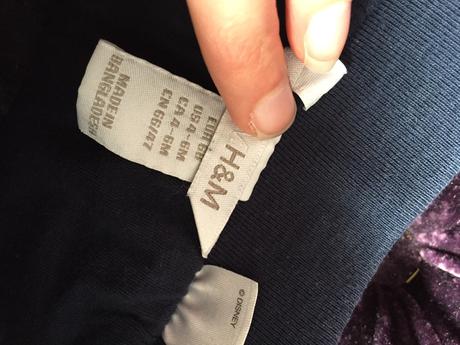 H&M
EUR 68
US 4-6M
CA 4-6M
CN 66/47
MADE IN
BANGLADESH
© DISNEY